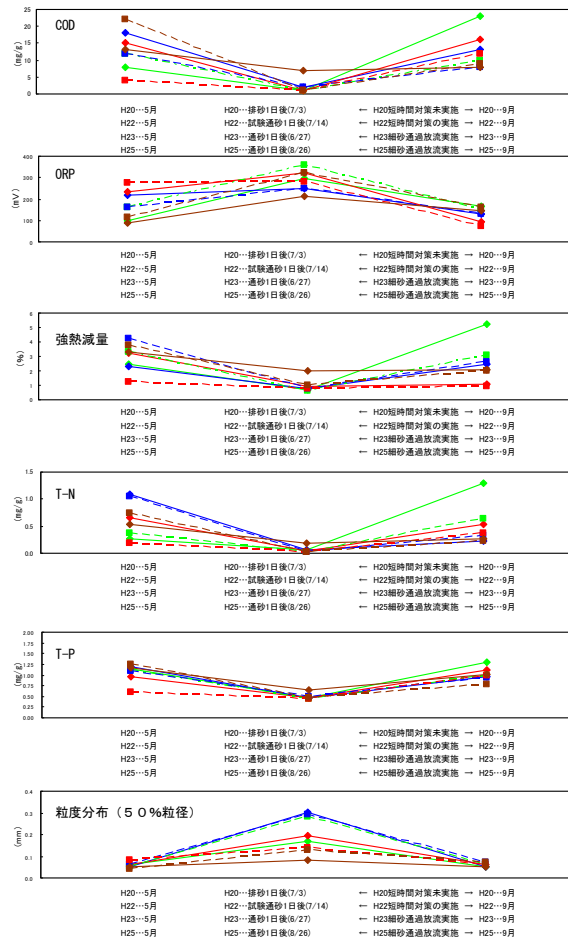 COD
25
20
15
10
5
0
(mg/g)
H20…5月 H20…排砂1日後(7/3) ← H20短時間対策未実施 → H20…9月
H22…5月 H22…試験通砂1日後(7/14) ← H22短時間対策の実施 → H22…9月
H23…5月 H23…通砂1日後(6/27) ← H23細砂通過放流実施 → H23…9月
H25…5月 H25…通砂1日後(8/26) ← H25細砂通過放流実施 → H25…9月
ORP
400
300
200
100
0
(mV)
H20…5月 H20…排砂1日後(7/3) ← H20短時間対策未実施 → H20…9月
H22…5月 H22…試験通砂1日後(7/14) ← H22短時間対策の実施 → H22…9月
H23…5月 H23…通砂1日後(6/27) ← H23細砂通過放流実施 → H23…9月
H25…5月 H25…通砂1日後(8/26) ← H25細砂通過放流実施 → H25…9月
強熱減量
6
5
4
3
2
1
0
(%)
H20…5月 H20…排砂1日後(7/3) ← H20短時間対策未実施 → H20…9月
H22…5月 H22…試験通砂1日後(7/14) ← H22短時間対策の実施 → H22…9月
H23…5月 H23…通砂1日後(6/27) ← H23細砂通過放流実施 → H23…9月
H25…5月 H25…通砂1日後(8/26) ← H25細砂通過放流実施 → H25…9月
T-N
1.5
1.0
0.5
0.0
(mg/g)
H20…5月 H20…排砂1日後(7/3) ← H20短時間対策未実施 → H20…9月
H22…5月 H22…試験通砂1日後(7/14) ← H22短時間対策の実施 → H22…9月
H23…5月 H23…通砂1日後(6/27) ← H23細砂通過放流実施 → H23…9月
H25…5月 H25…通砂1日後(8/26) ← H25細砂通過放流実施 → H25…9月
T-P
2.00
1.75
1.50
1.25
1.00
0.75
0.50
0.25
0.00
(mg/g)
H20…5月 H20…排砂1日後(7/3) ← H20短時間対策未実施 → H20…9月
H22…5月 H22…試験通砂1日後(7/14) ← H22短時間対策の実施 → H22…9月
H23…5月 H23…通砂1日後(6/27) ← H23細砂通過放流実施 → H23…9月
H25…5月 H25…通砂1日後(8/26) ← H25細砂通過放流実施 → H25…9月
粒度分布（５０％粒径）
0.4
0.3
0.2
0.1
0.0
(mm)
H20…5月 H20…排砂1日後(7/3) ← H20短時間対策未実施 → H20…9月
H22…5月 H22…試験通砂1日後(7/14) ← H22短時間対策の実施 → H22…9月
H23…5月 H23…通砂1日後(6/27) ← H23細砂通過放流実施 → H23…9月
H25…5月 H25…通砂1日後(8/26) ← H25細砂通過放流実施 → H25…9月